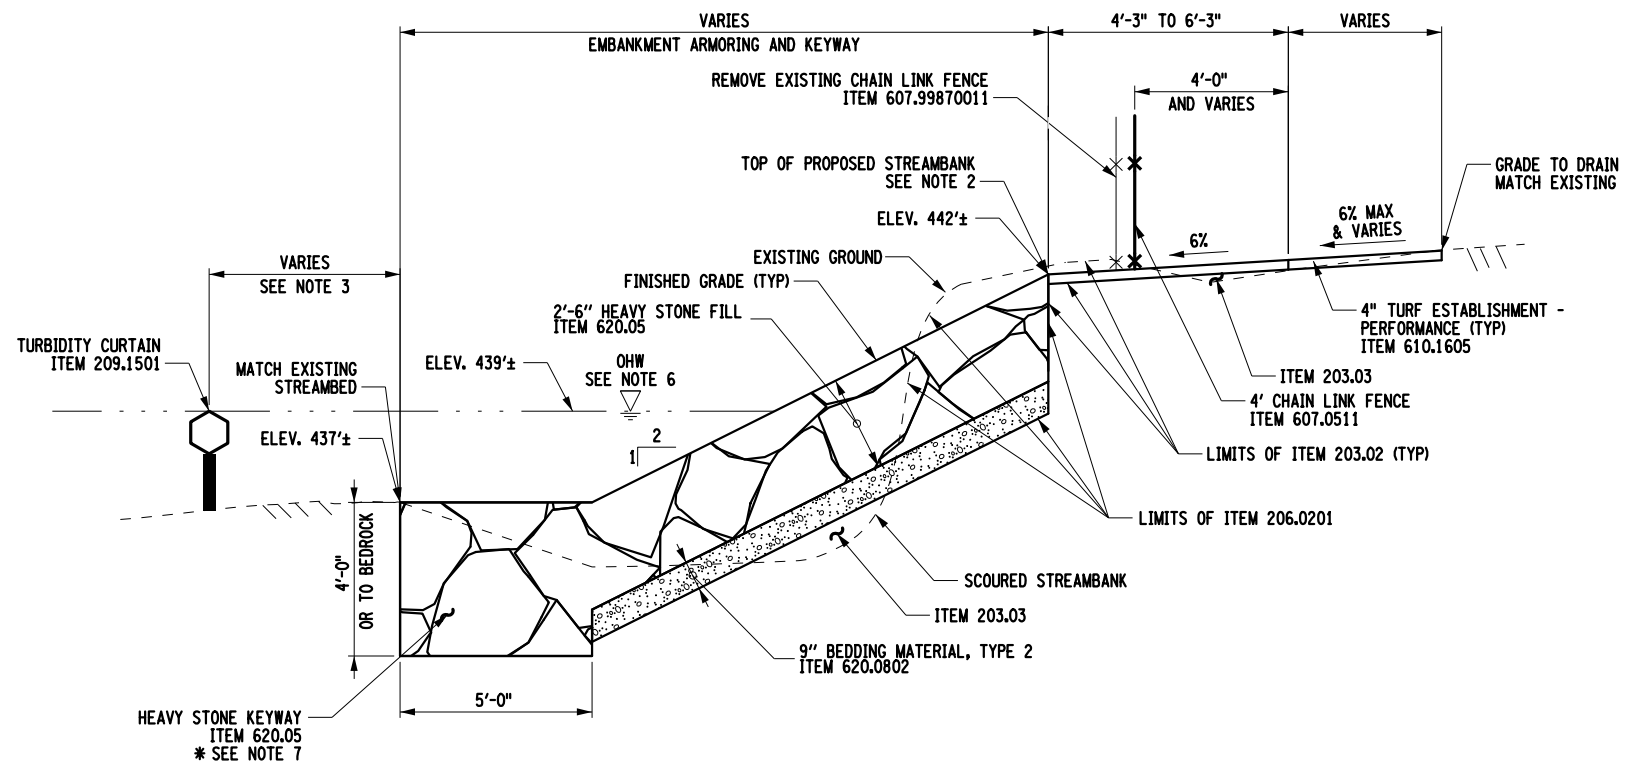 VARIES
EMBANKMENT ARMORING AND KEYWAY
4'-3" TO 6'-3"
VARIES
REMOVE EXISTING CHAIN LINK FENCE
ITEM 607.99870011
4'-0"
AND VARIES
TOP OF PROPOSED STREAMBANK
SEE NOTE 2
GRADE TO DRAIN
MATCH EXISTING
ELEV. 442'±
6% MAX
& VARIES
6%
EXISTING GROUND
FINISHED GRADE (TYP)
VARIES
SEE NOTE 3
2'-6" HEAVY STONE FILL
ITEM 620.05
4" TURF ESTABLISHMENT -
PERFORMANCE (TYP)
ITEM 610.1605
TURBIDITY CURTAIN
ITEM 209.1501
MATCH EXISTING
STREAMBED
ELEV. 439'±
OHW
SEE NOTE 6
ITEM 203.03
4' CHAIN LINK FENCE
ITEM 607.0511
ELEV. 437'±
2
1
LIMITS OF ITEM 203.02 (TYP)
LIMITS OF ITEM 206.0201
4'-0"
OR TO BEDROCK
SCOURED STREAMBANK
ITEM 203.03
9" BEDDING MATERIAL, TYPE 2
ITEM 620.0802
5'-0"
HEAVY STONE KEYWAY
ITEM 620.05
* SEE NOTE 7